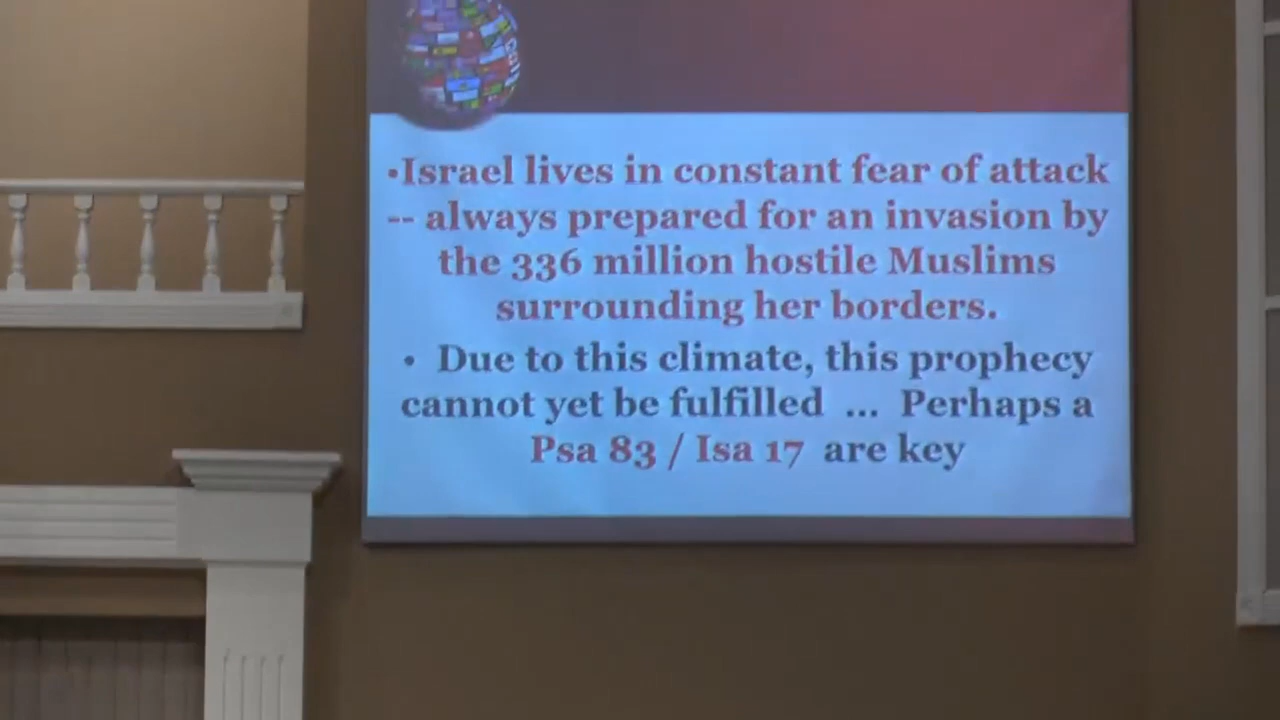 •Israel lives in constant fear of attack
-- always prepared for an invasion by
the 336 million hostile Muslims
surrounding her borders.
• Due to this climate, this prophecy
cannot yet be fulfilled ... Perhaps a
Psa 83 / Isa 17 are key